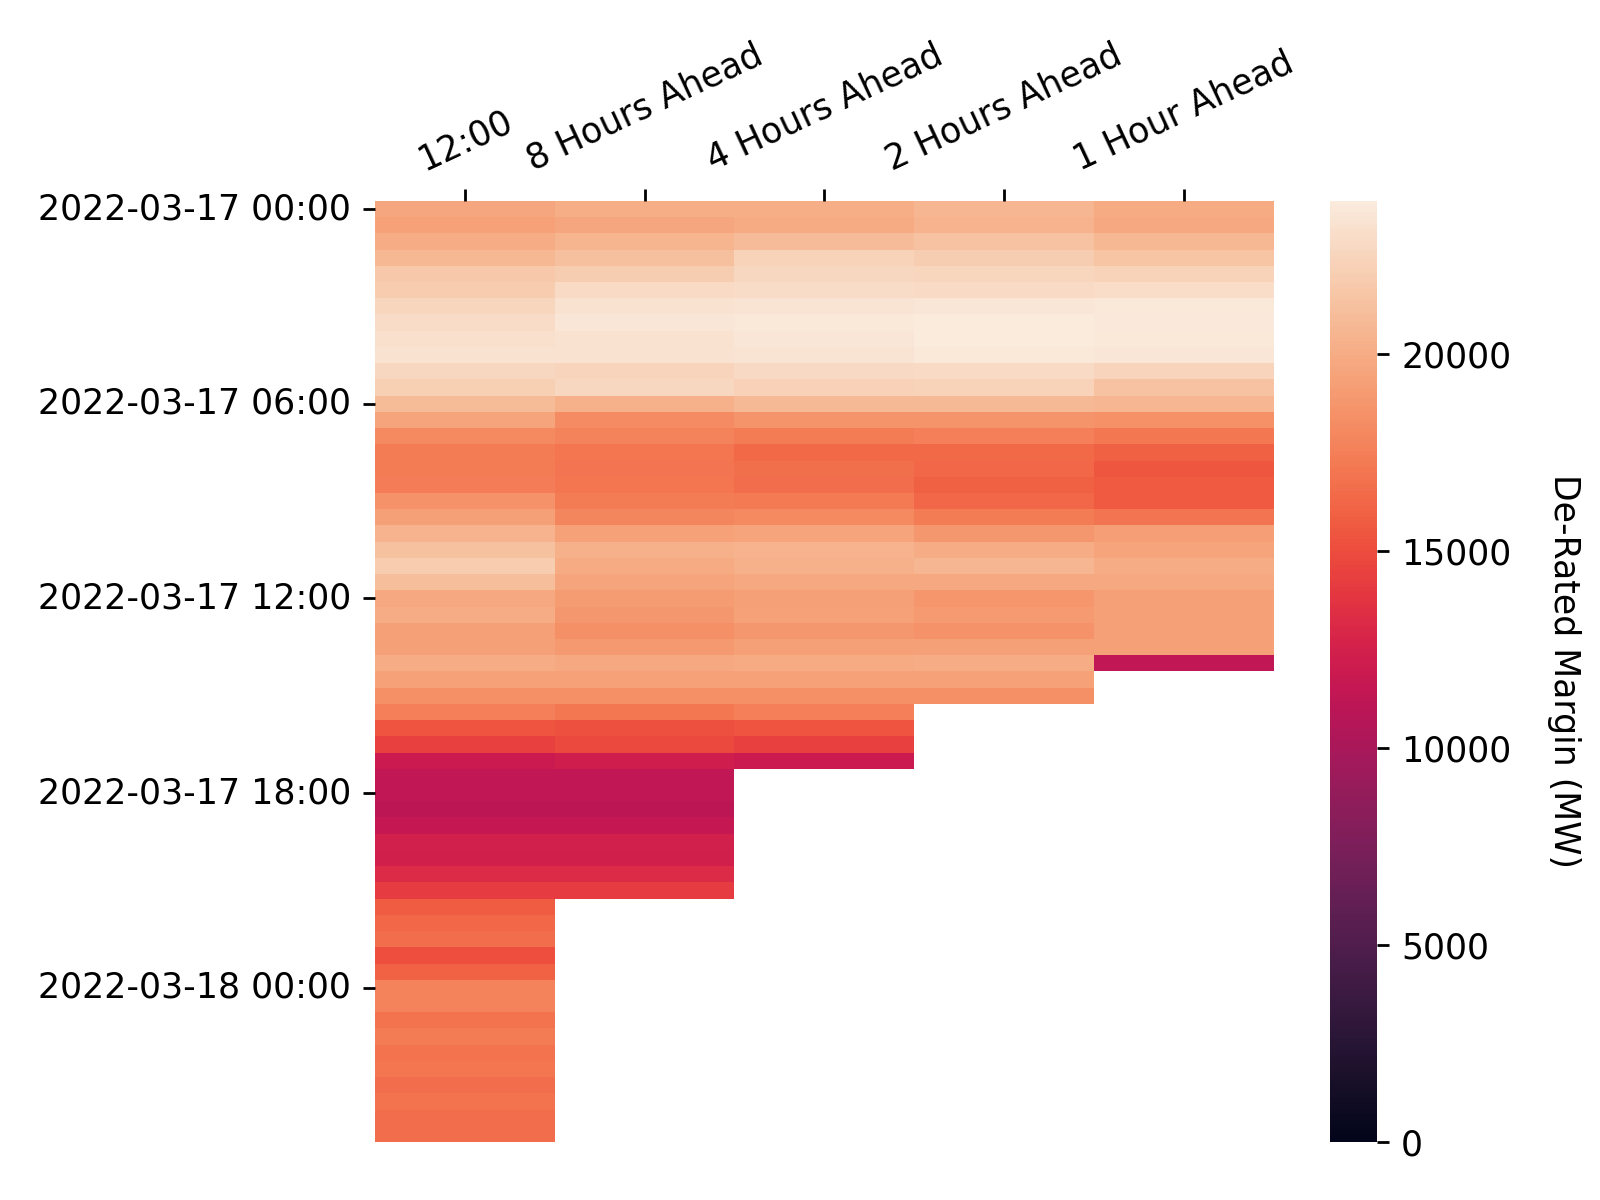 12:00
8 Hours Ahead
4 Hours Ahead
2 Hours Ahead
1 Hour Ahead
2022-03-17 00:00
2022-03-17 06:00
2022-03-17 12:00
2022-03-17 18:00
2022-03-18 00:00
20000
15000
10000
5000
0
De-Rated Margin (MW)